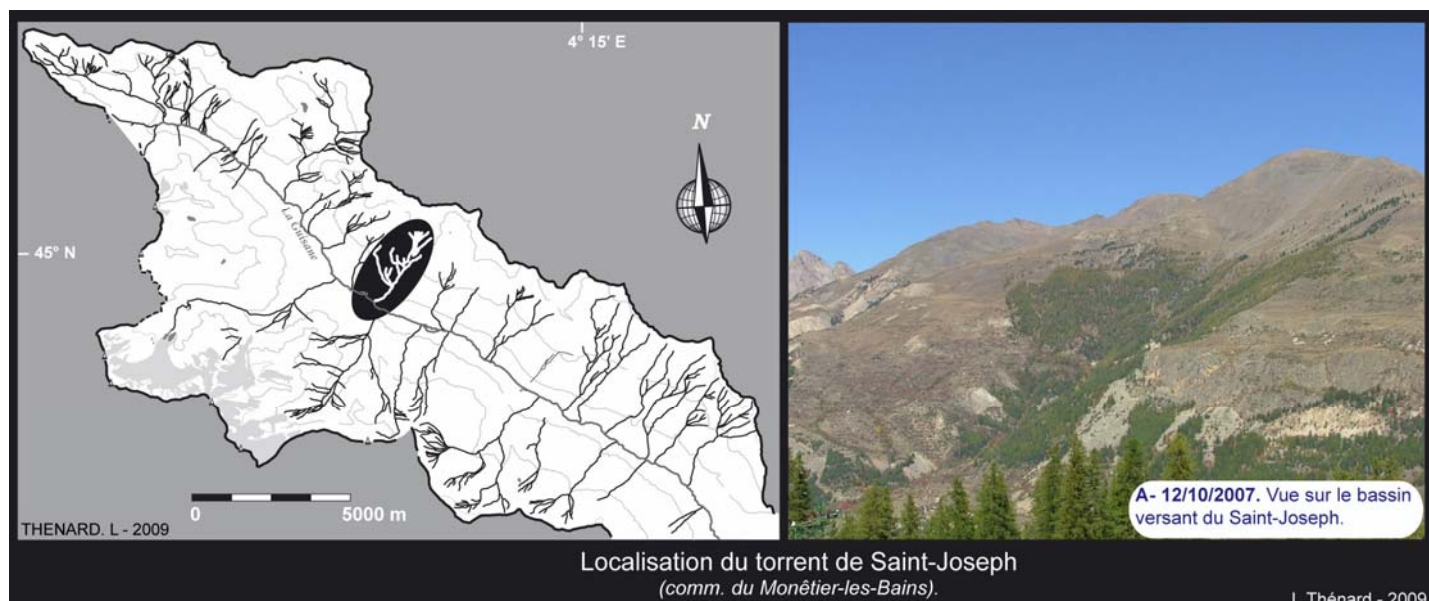 4° 15' E
N
45° N
La Guisane
0 5000 m
THENARD. L - 2009
A- 12/10/2007. Vue sur le bassin
versant du Saint-Joseph.
Localisation du torrent de Saint-Joseph
(comm. du Monêtier-les-Bains).
L Thénard - 2009